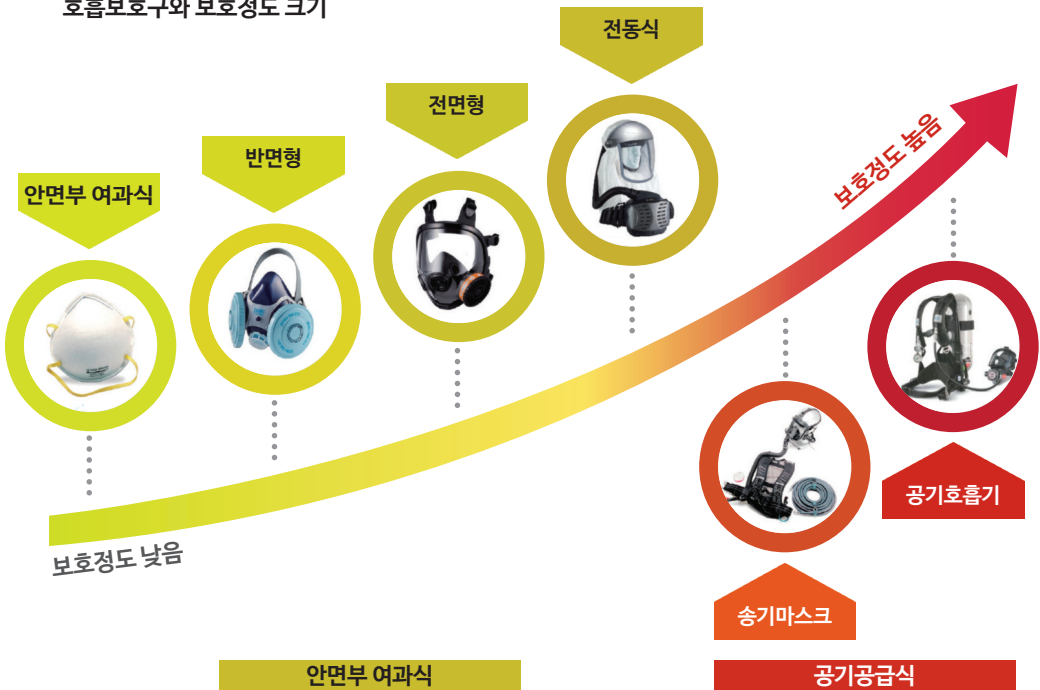 호흡보호구와 보호정도 크기
전동식
전면형
반면형
안면부 여과식
보호정도 높음
보호정도 낮음
공기호흡기
송기마스크
안면부 여과식
공기공급식